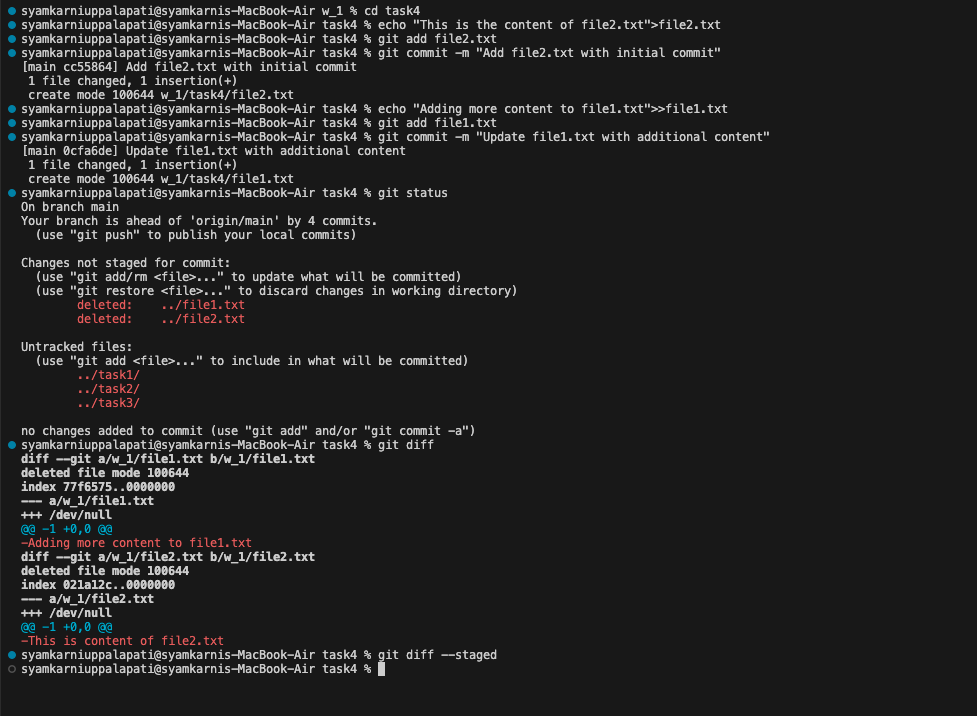 syamkarniuppalapati@syamkarnis-MacBook-Air w_1 % cd task4
syamkarniuppalapati@syamkarnis-MacBook-Air task4 % echo "This is the content of file2.txt">file2.txt
syamkarniuppalapati@syamkarnis-MacBook-Air task4 % git add file2.txt
syamkarniuppalapati@syamkarnis-MacBook-Air task4 % git commit -m "Add file2.txt with initial commit"
[main cc55864] Add file2.txt with initial commit
 1 file changed, 1 insertion(+)
 create mode 100644 w_1/task4/file2.txt
syamkarniuppalapati@syamkarnis-MacBook-Air task4 % echo "Adding more content to file1.txt">>file1.txt
syamkarniuppalapati@syamkarnis-MacBook-Air task4 % git add file1.txt
syamkarniuppalapati@syamkarnis-MacBook-Air task4 % git commit -m "Update file1.txt with additional content"
[main 0cfa6de] Update file1.txt with additional content
 1 file changed, 1 insertion(+)
 create mode 100644 w_1/task4/file1.txt
syamkarniuppalapati@syamkarnis-MacBook-Air task4 % git status
On branch main
Your branch is ahead of 'origin/main' by 4 commits.
  (use "git push" to publish your local commits)

Changes not staged for commit:
  (use "git add/rm <file>..." to update what will be committed)
  (use "git restore <file>..." to discard changes in working directory)
        deleted:    ../file1.txt
        deleted:    ../file2.txt

Untracked files:
  (use "git add <file>..." to include in what will be committed)
        ../task1/
        ../task2/
        ../task3/

no changes added to commit (use "git add" and/or "git commit -a")
syamkarniuppalapati@syamkarnis-MacBook-Air task4 % git diff
diff --git a/w_1/file1.txt b/w_1/file1.txt
deleted file mode 100644
index 77f6575..0000000
--- a/w_1/file1.txt
+++ /dev/null
@@ -1 +0,0 @@
-Adding more content to file1.txt
diff --git a/w_1/file2.txt b/w_1/file2.txt
deleted file mode 100644
index 021a12c..0000000
--- a/w_1/file2.txt
+++ /dev/null
@@ -1 +0,0 @@
-This is content of file2.txt
syamkarniuppalapati@syamkarnis-MacBook-Air task4 % git diff --staged
syamkarniuppalapati@syamkarnis-MacBook-Air task4 %